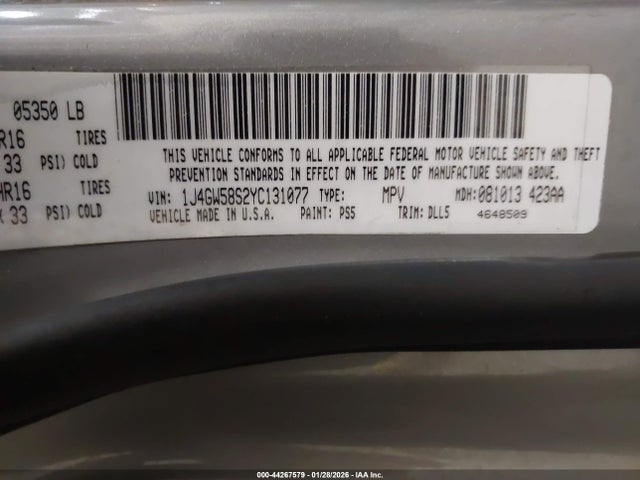 05350 LB
R16 TIRES
33 PSI) COLD
HR16 TIRES
33 PSI) COLD
THIS VEHICLE CONFORMS TO ALL APPLICABLE FEDERAL MOTOR VEHICLE SAFETY AND THEFT
PREVENTION STANDARDS IN EFFECT ON THE DATE OF MANUFACTURE SHOWN ABOVE.
VIN: 1J4GW58S2YC131077 TYPE: MPV MDH:081013 423AA
VEHICLE MADE IN U.S.A. PAINT: PS5 TRIM: DLL5 4648509
000-44267579 | 01/28/2026 - IAA Inc.